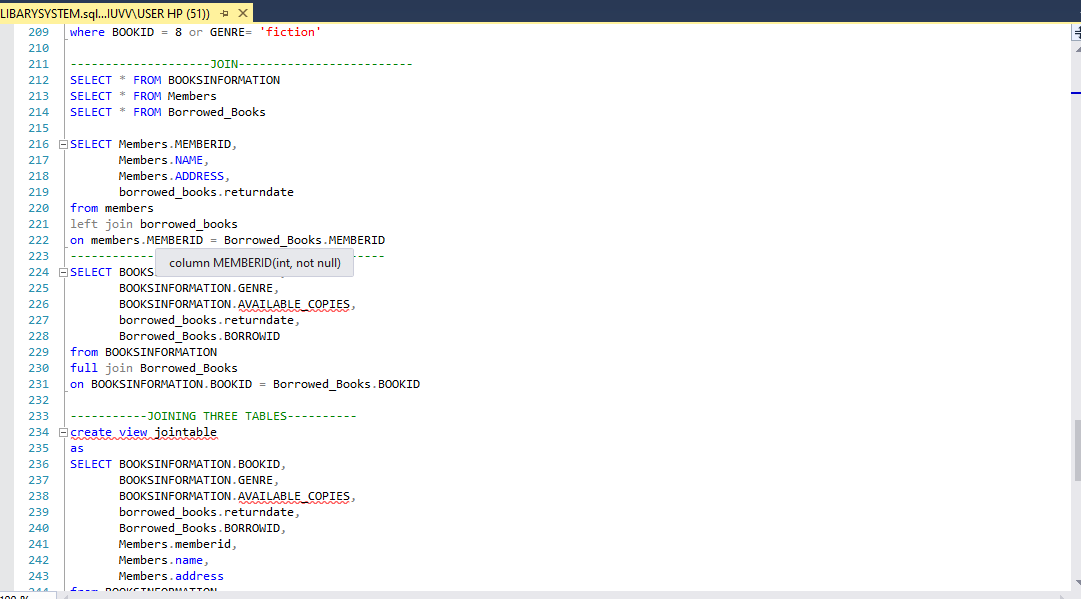 LIBARYSYSTEM.sql...IUVV\USER HP (51))
209 where BOOKID = 8 or GENRE= 'fiction'
210
211 --------------------JOIN-------------------------
212 SELECT * FROM BOOKSINFORMATION
213 SELECT * FROM Members
214 SELECT * FROM Borrowed_Books
215
216 SELECT Members.MEMBERID,
217 Members.NAME,
218 Members.ADDRESS,
219 borrowed_books.returndate
220 from members
221 left join borrowed_books
222 on members.MEMBERID = Borrowed_Books.MEMBERID
223 ------------ -----
column MEMBERID(int, not null)
224 SELECT BOOKS
225 BOOKSINFORMATION.GENRE,
226 BOOKSINFORMATION.AVAILABLE_COPIES,
227 borrowed_books.returndate,
228 Borrowed_Books.BORROWID
229 from BOOKSINFORMATION
230 full join Borrowed_Books
231 on BOOKSINFORMATION.BOOKID = Borrowed_Books.BOOKID
232
233 -----------JOINING THREE TABLES----------
234 create view jointable
235 as
236 SELECT BOOKSINFORMATION.BOOKID,
237 BOOKSINFORMATION.GENRE,
238 BOOKSINFORMATION.AVAILABLE_COPIES,
239 borrowed_books.returndate,
240 Borrowed_Books.BORROWID,
241 Members.memberid,
242 Members.name,
243 Members.address
244 from BOOKSINFORMATION
100 %